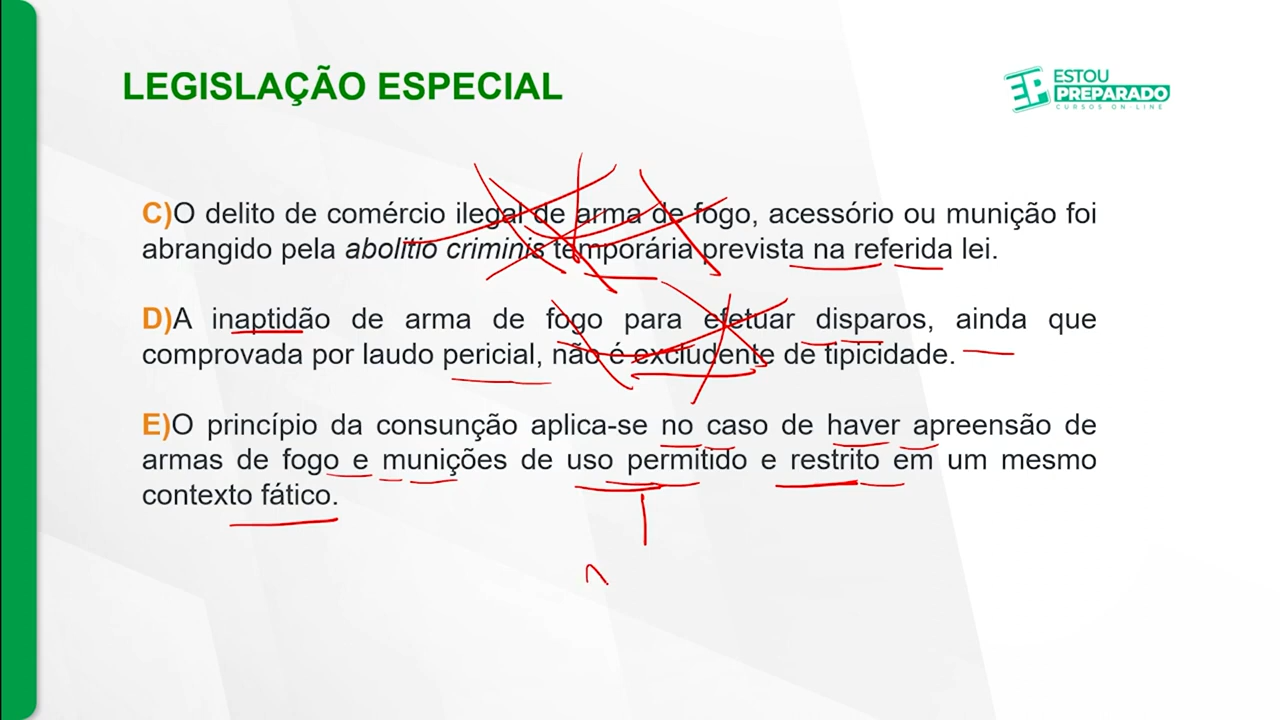 LEGISLAÇÃO ESPECIAL
ESTOU
PREPARADO
CURSOS ON-LINE
C)O delito de comércio ilegal de arma de fogo, acessório ou munição foi
abrangido pela abolitio criminis temporária prevista na referida lei.
D)A inaptidão de arma de fogo para efetuar disparos, ainda que
comprovada por laudo pericial, não é excludente de tipicidade.
E)O princípio da consunção aplica-se no caso de haver apreensão de
armas de fogo e munições de uso permitido e restrito em um mesmo
contexto fático.